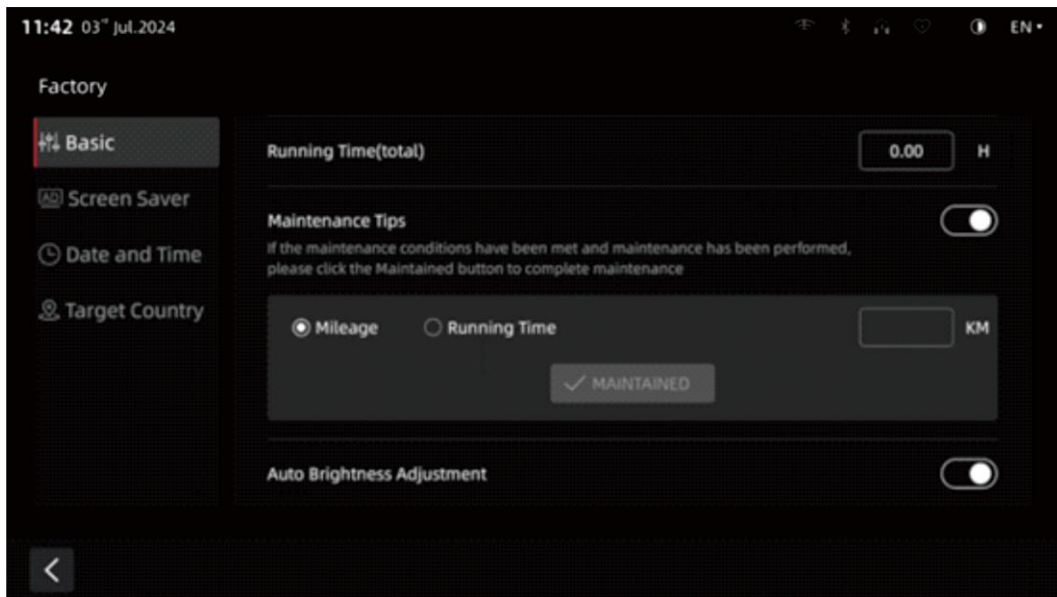 11:42 03rd Jul.2024
EN
Factory
Basic
Running Time(total)
0.00 H
AD Screen Saver
Maintenance Tips
If the maintenance conditions have been met and maintenance has been performed,
please click the Maintained button to complete maintenance
Date and Time
Target Country
Mileage Running Time KM
MAINTAINED
Auto Brightness Adjustment